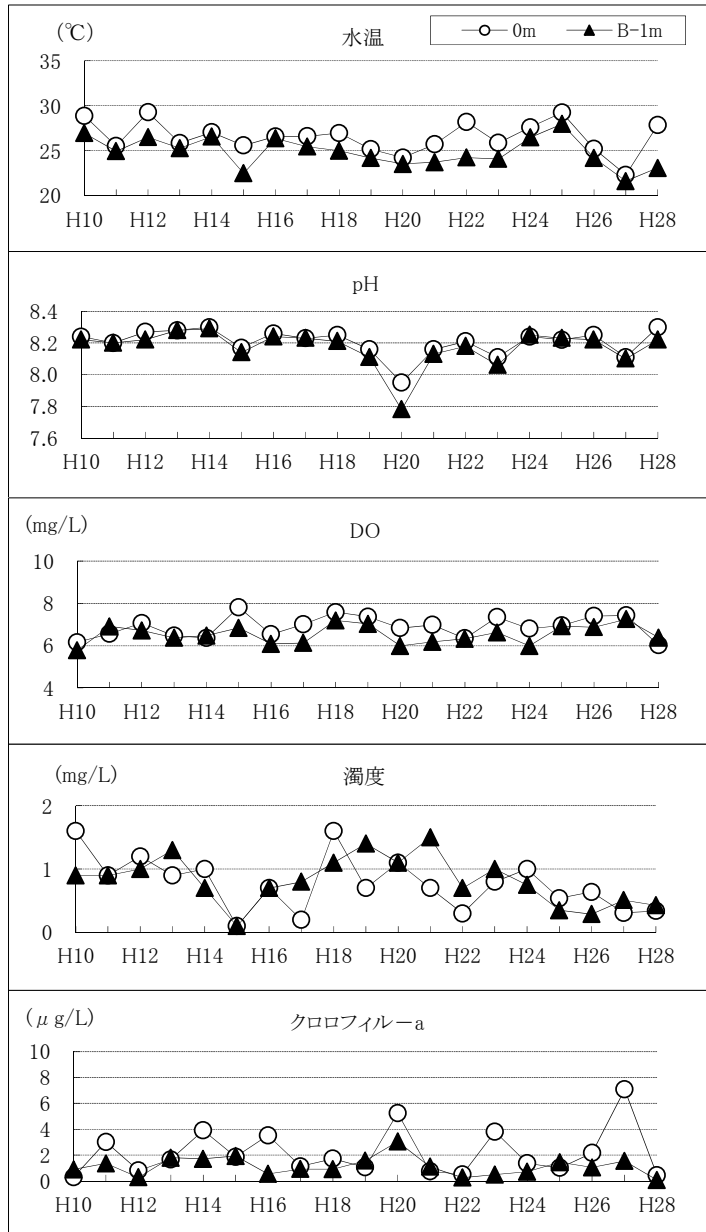 (℃)
水温
0m B-1m
35
30
25
20
H10 H12 H14 H16 H18 H20 H22 H24 H26 H28
pH
8.4
8.2
8.0
7.8
7.6
H10 H12 H14 H16 H18 H20 H22 H24 H26 H28
(mg/L)
DO
10
8
6
4
H10 H12 H14 H16 H18 H20 H22 H24 H26 H28
(mg/L)
濁度
2
1
0
H10 H12 H14 H16 H18 H20 H22 H24 H26 H28
(μg/L)
クロロフィルーa
10
8
6
4
2
0
H10 H12 H14 H16 H18 H20 H22 H24 H26 H28